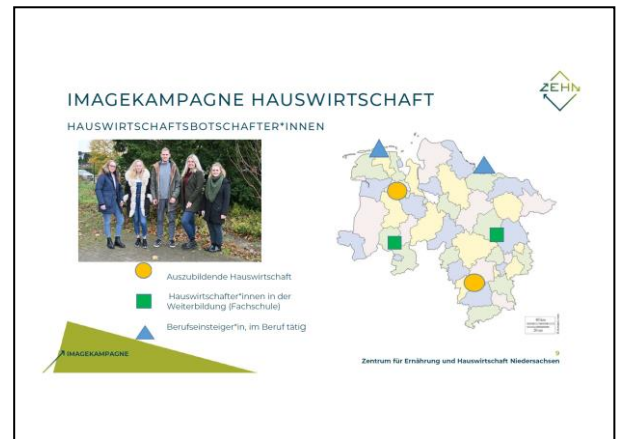 ZEHN
IMAGEKAMPAGNE HAUSWIRTSCHAFT
HAUSWIRTSCHAFTSBOTSCHAFTER*INNEN
Auszubildende Hauswirtschaft
Hauswirtschafter*innen in der
Weiterbildung (Fachschule)
Berufseinsteiger*in, im Beruf tätig
IMAGEKAMPAGNE
9
Zentrum für Ernährung und Hauswirtschaft Niedersachsen